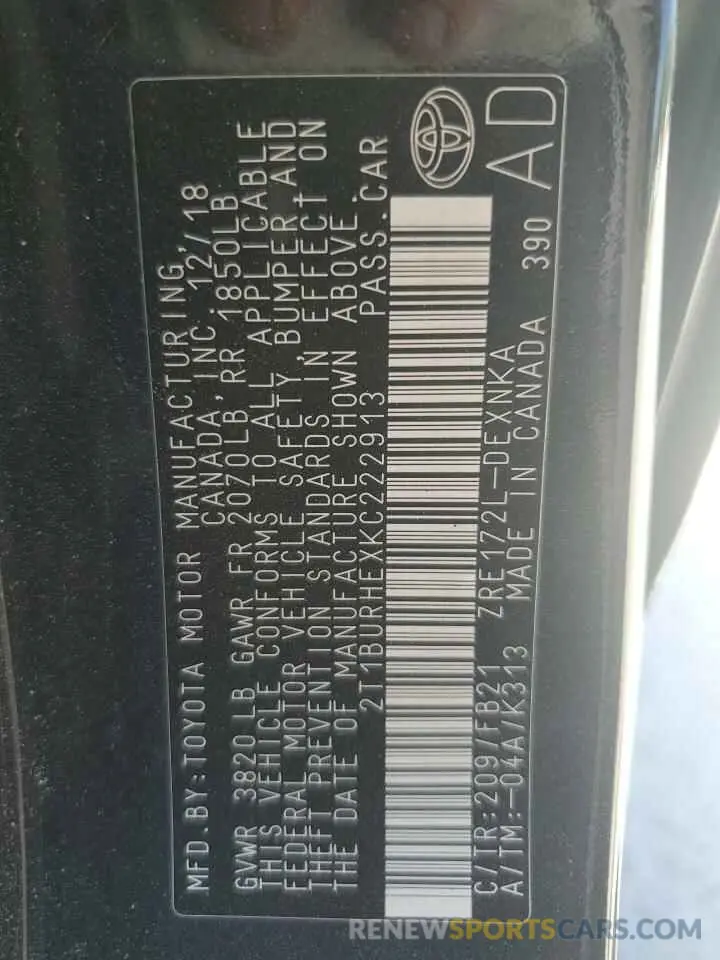 MFD.BY:TOYOTA MOTOR MANUFACTURING,
CANADA,INC. 12/18
GVWR 3820LB GAWR FR 2070LB,RR 1850LB
THIS VEHICLE CONFORMS TO ALL APPLICABLE
FEDERAL MOTOR VEHICLE SAFETY,BUMPER,AND
THEFT PREVENTION STANDARDS IN EFFECT ON
THE DATE OF MANUFACTURE SHOWN ABOVE.
2T1BURHEXKC222913 PASS.CAR
C/TR:209/FB21 ZRE172L-DEXNKA
A/TM:-04A/K313 MADE IN CANADA 390
AD
RENEWSPORTSCARS.COM